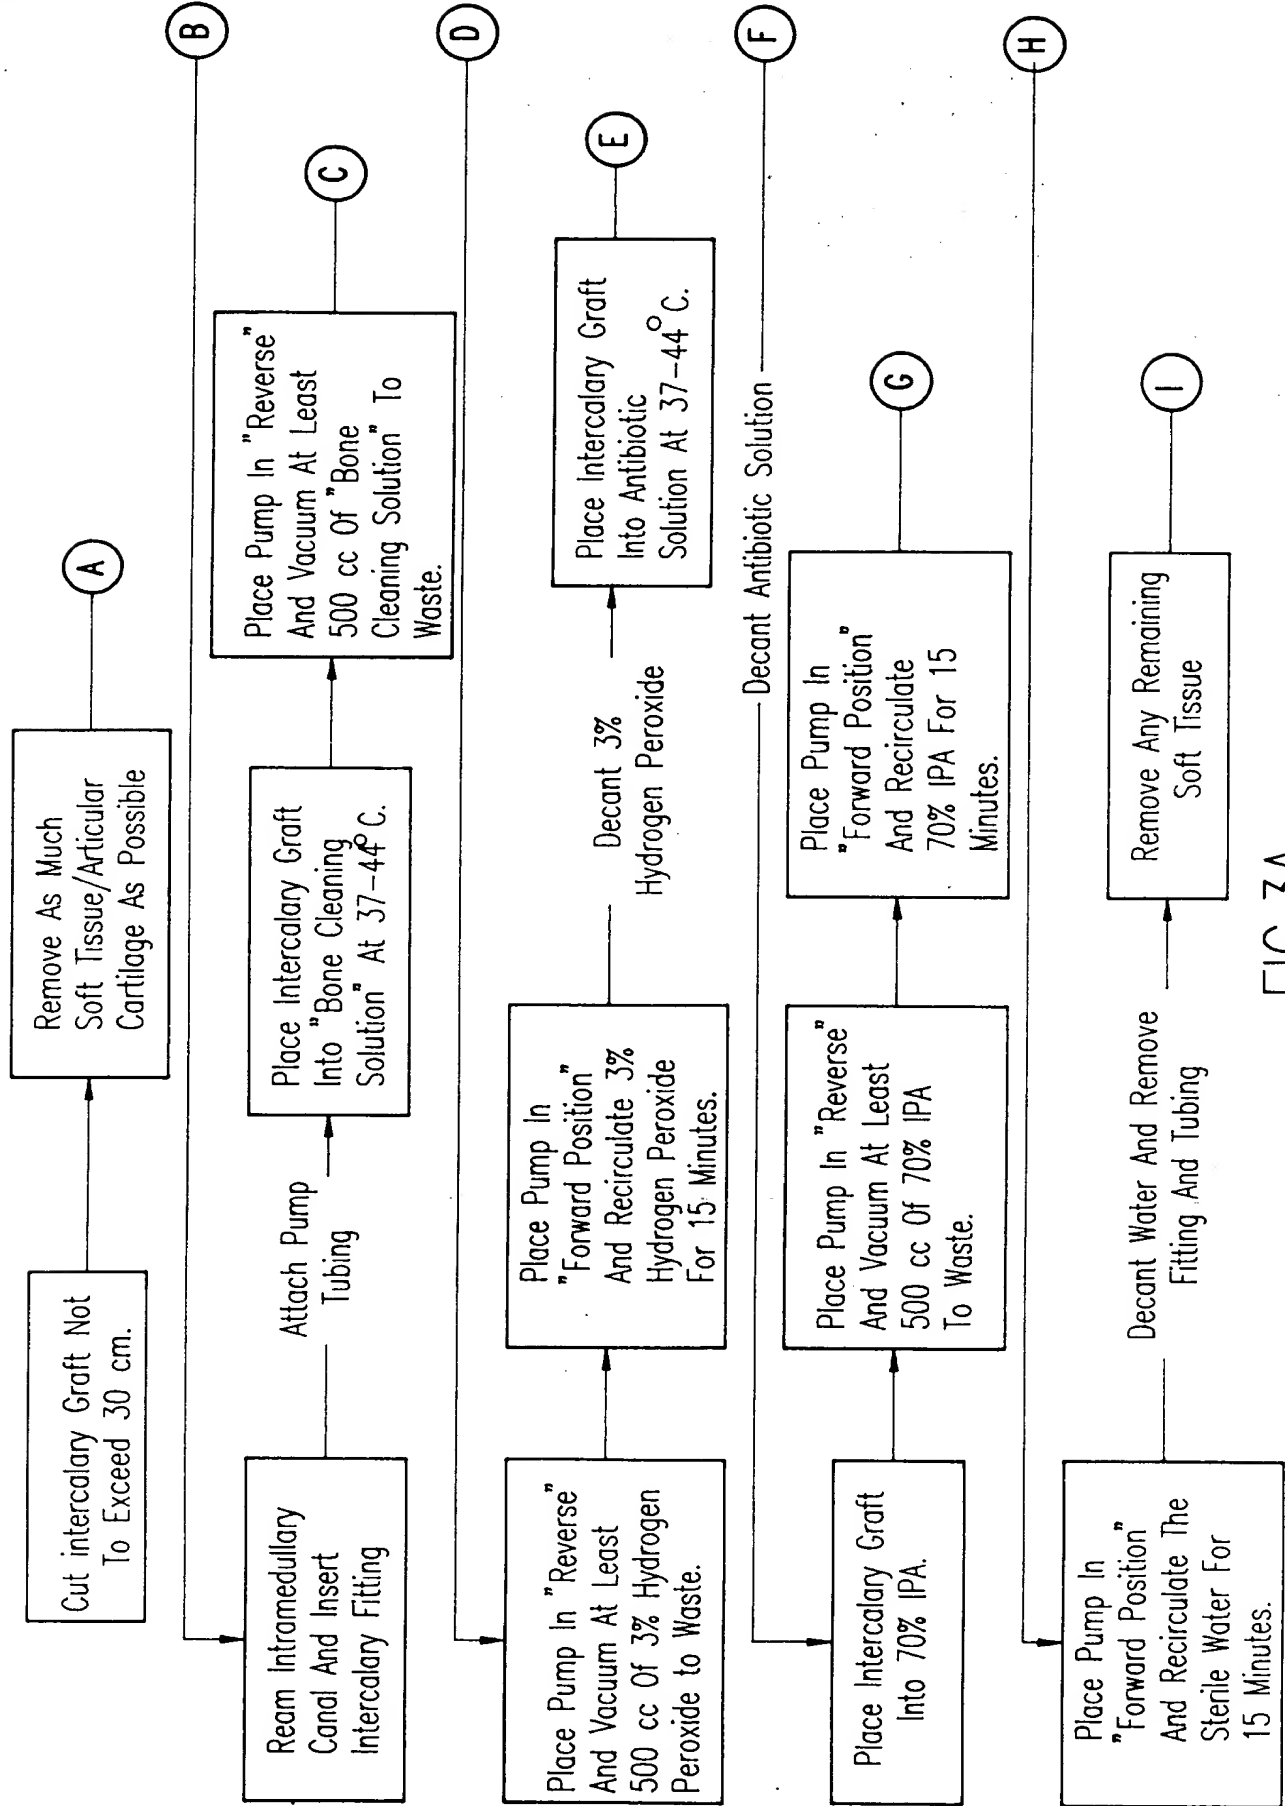 Cut intercalary Graft Not
To Exceed 30 cm.
Remove As Much
Soft Tissue/Articular
Cartilage As Possible
A
B
Ream Intramedullary
Canal And Insert
Intercalary Fitting
Attach Pump
Tubing
Place Intercalary Graft
Into "Bone Cleaning
Solution" At 37-44°C.
Place Pump In "Reverse"
And Vacuum At Least
500 cc Of "Bone
Cleaning Solution" To
Waste.
C
D
Place Pump In "Reverse"
And Vacuum At Least
500 cc Of 3% Hydrogen
Peroxide to Waste.
Place Pump In
"Forward Position"
And Recirculate 3%
Hydrogen Peroxide
For 15 Minutes.
Decant 3%
Hydrogen Peroxide
Place Intercalary Graft
Into Antibiotic
Solution At 37-44°C.
E
F
Decant Antibiotic Solution
Place Intercalary Graft
Into 70% IPA.
Place Pump In "Reverse"
And Vacuum At Least
500 cc Of 70% IPA
To Waste.
Place Pump In
"Forward Position"
And Recirculate
70% IPA For 15
Minutes.
G
H
Place Pump In
"Forward Position"
And Recirculate The
Sterile Water For
15 Minutes.
Decant Water And Remove
Fitting And Tubing
Remove Any Remaining
Soft Tissue
I
FIG. 3A